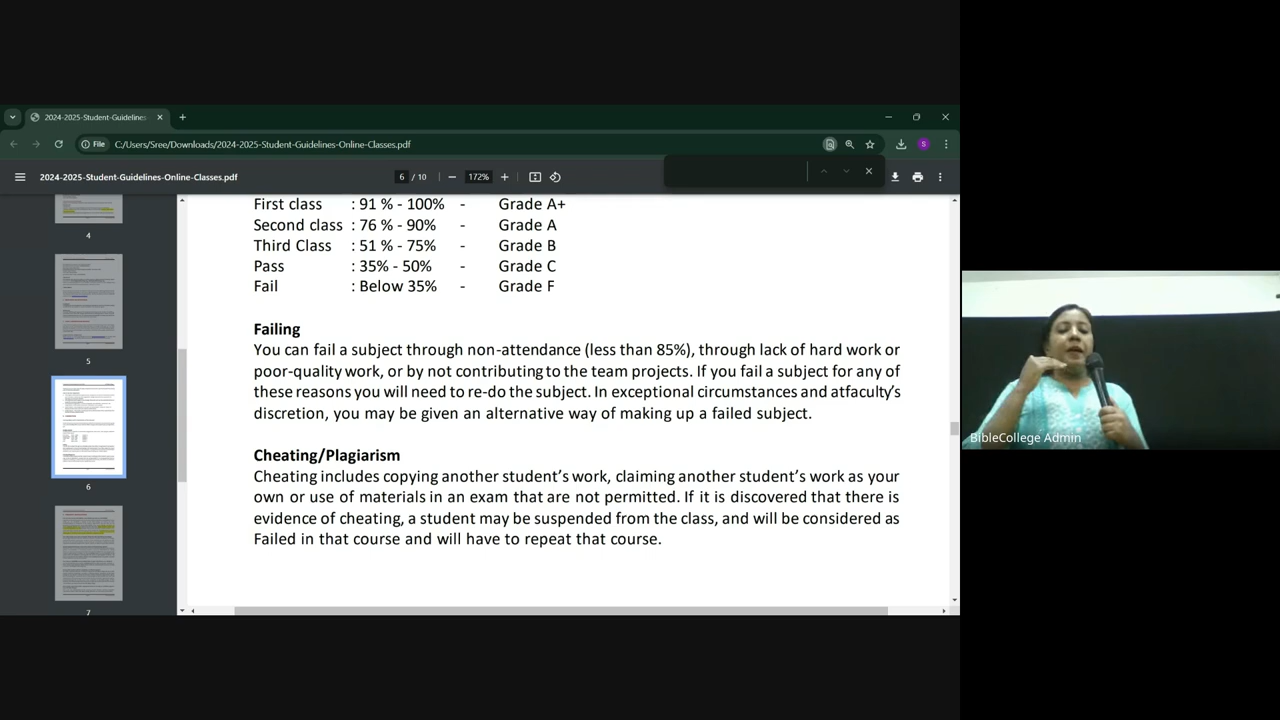 2024-2025-Student-Guidelines-
File C:/Users/Sree/Downloads/2024-2025-Student-Guidelines-Online-Classes.pdf
S
2024-2025-Student-Guidelines-Online-Classes.pdf
6 / 10
172%
4
5
6
7
First class : 91 % - 100% - Grade A+
Second class : 76 % - 90% - Grade A
Third Class : 51 % - 75% - Grade B
Pass : 35% - 50% - Grade C
Fail : Below 35% - Grade F
Failing
You can fail a subject through non-attendance (less than 85%), through lack of hard work or
poor-quality work, or by not contributing to the team projects. If you fail a subject for any of
these reasons you will need to re-do the subject. In exceptional circumstances and atfaculty's
discretion, you may be given an alternative way of making up a failed subject.
Cheating/Plagiarism
Cheating includes copying another student's work, claiming another student's work as your
own or use of materials in an exam that are not permitted. If it is discovered that there is
evidence of cheating, a student may be suspended from the class, and will be considered as
Failed in that course and will have to repeat that course.
BibleCollege Admin